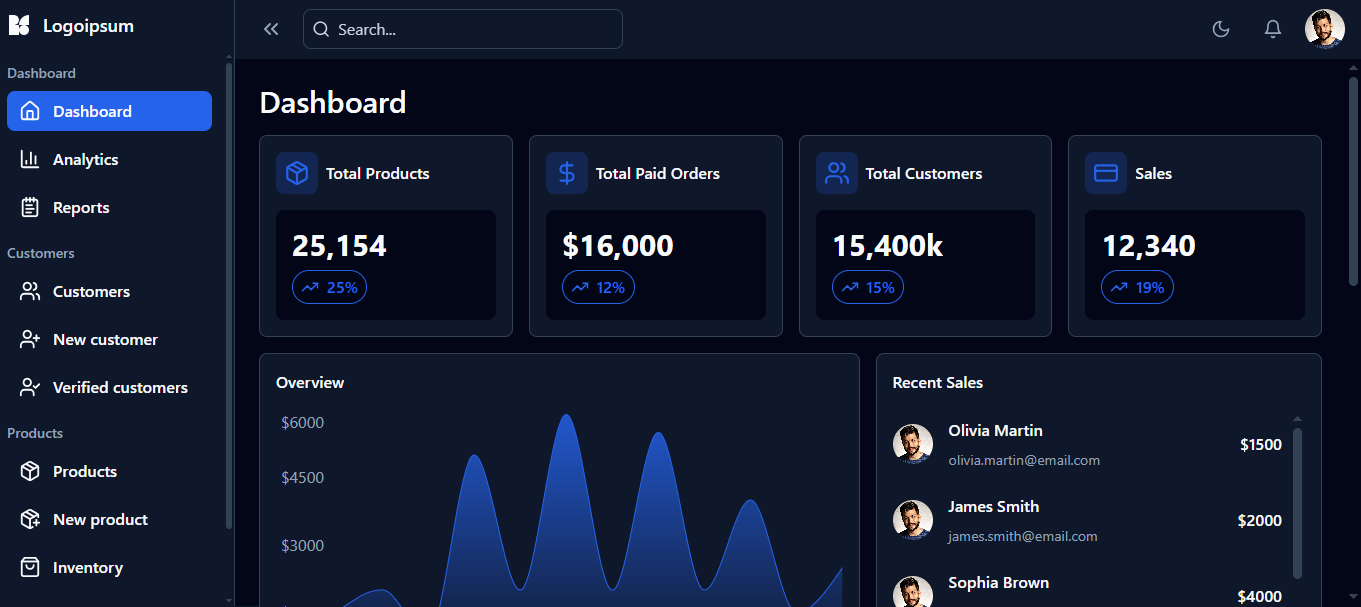 Logoipsum
Dashboard
Dashboard
Analytics
Reports
Customers
Customers
New customer
Verified customers
Products
Products
New product
Inventory
Search...
Dashboard
Total Products
25,154
25%
Total Paid Orders
$16,000
12%
Total Customers
15,400k
15%
Sales
12,340
19%
Overview
$6000
$4500
$3000
Recent Sales
Olivia Martin
olivia.martin@email.com
$1500
James Smith
james.smith@email.com
$2000
Sophia Brown
$4000